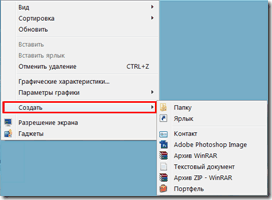 Вид
Сортировка
Обновить
Вставить
Вставить ярлык
Отменить удаление CTRL+Z
Графические характеристики...
Параметры графики
Создать
Разрешение экрана
Гаджеты
Папку
Ярлык
Контакт
Adobe Photoshop Image
Архив WinRAR
Текстовый документ
Архив ZIP - WinRAR
Портфель